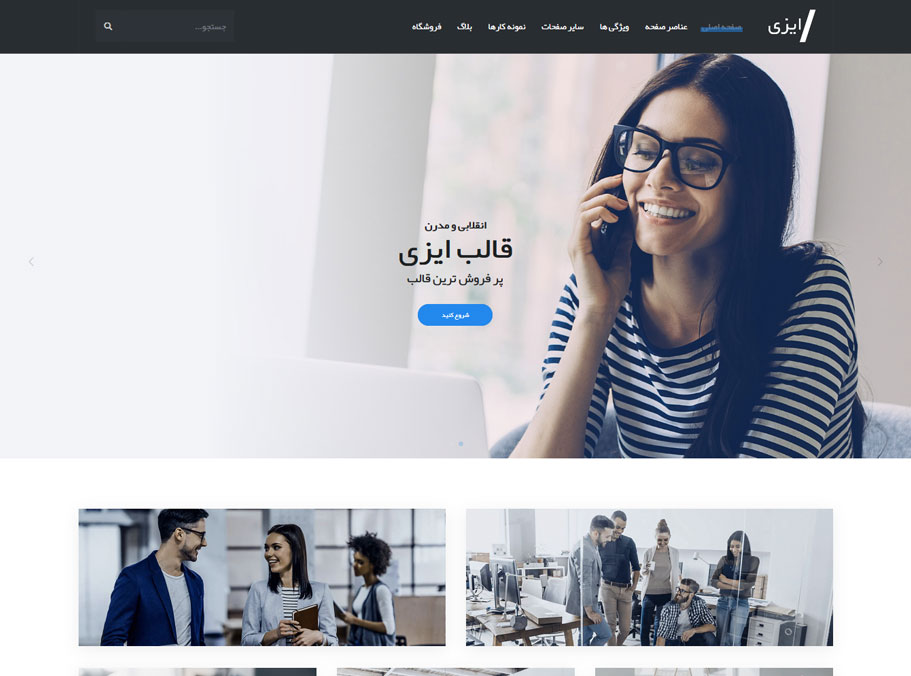 ایزی
صفحه اصلی
عناصر صفحه
ویژگی ها
سایر صفحات
نمونه کارها
بلاگ
فروشگاه
جستجو...
انقلابی و مدرن
قالب ایزی
پر فروش ترین قالب
شروع کنید